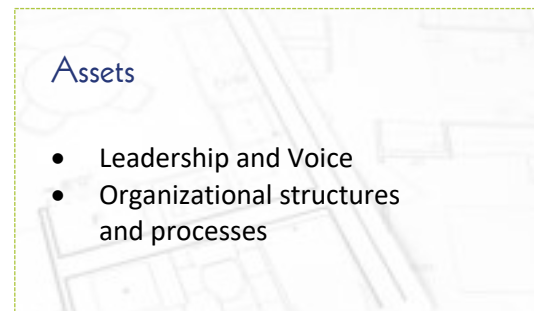 Assets
• Leadership and Voice
• Organizational structures
and processes